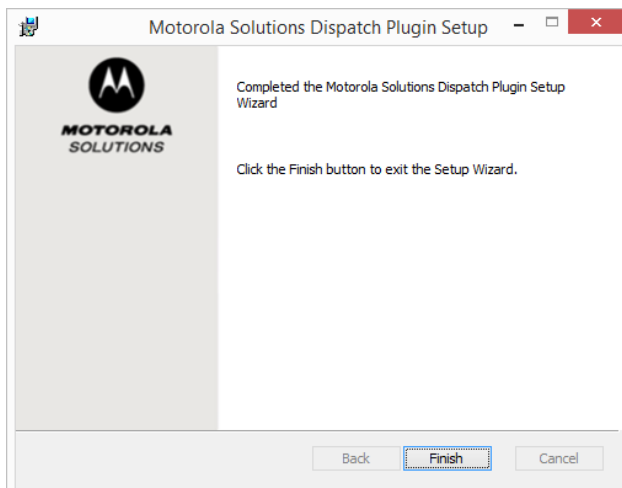 Motorola Solutions Dispatch Plugin Setup
MOTOROLA
SOLUTIONS
Completed the Motorola Solutions Dispatch Plugin Setup
Wizard
Click the Finish button to exit the Setup Wizard.
Back Finish Cancel